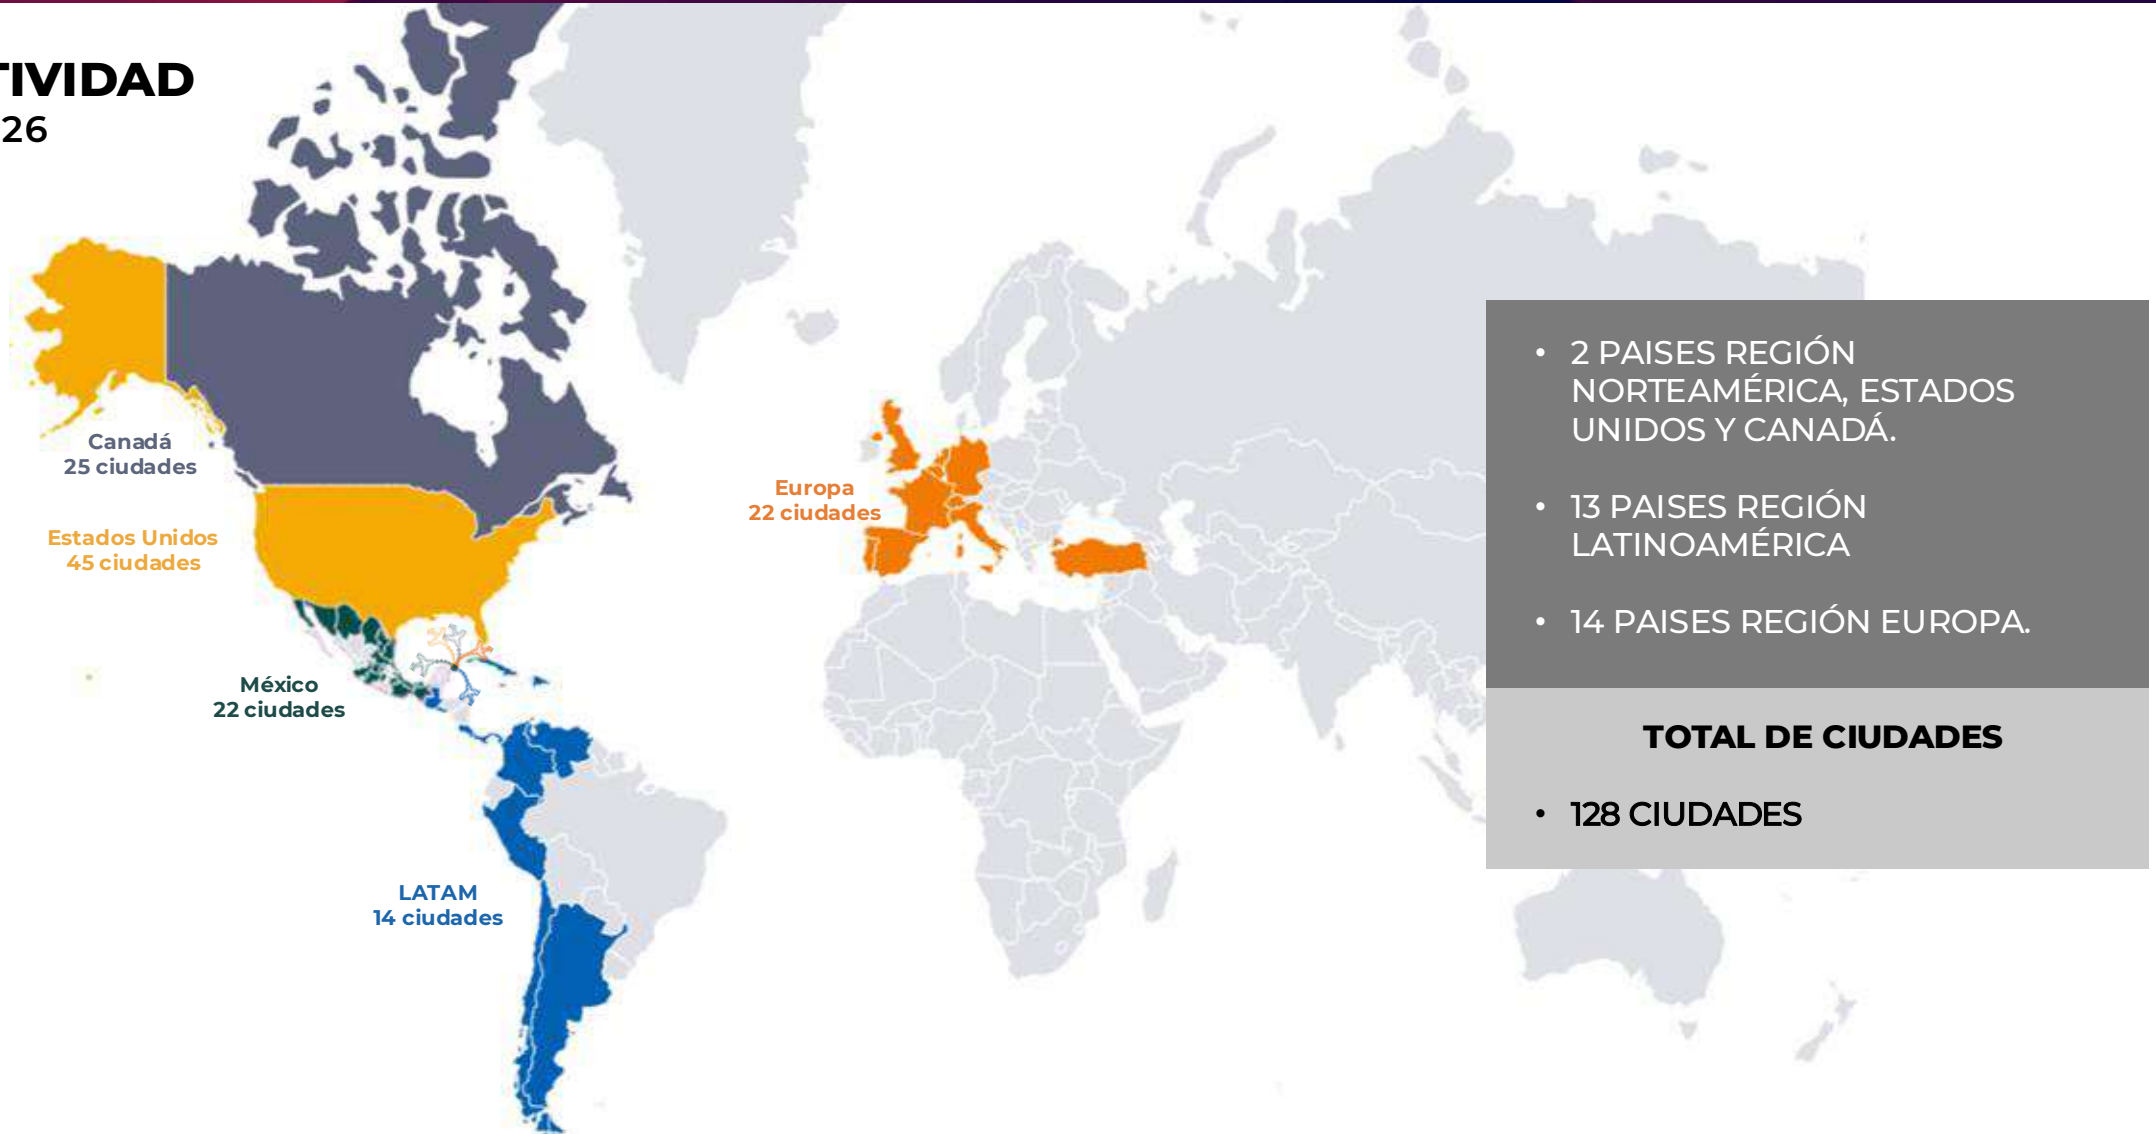 TIVIDAD
26
Canadá
25 ciudades
Estados Unidos
45 ciudades
México
22 ciudades
LATAM
14 ciudades
Europa
22 ciudades
• 2 PAISES REGIÓN
NORTEAMÉRICA, ESTADOS
UNIDOS Y CANADÁ.
• 13 PAISES REGIÓN
LATINOAMÉRICA
• 14 PAISES REGIÓN EUROPA.
TOTAL DE CIUDADES
• 128 CIUDADES